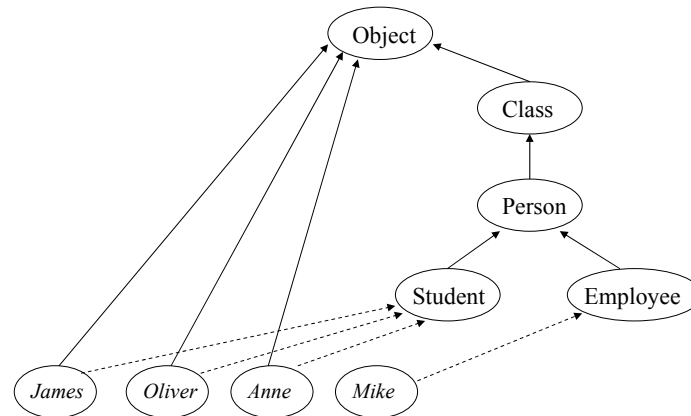 Object
Class
Person
Student
Employee
James
Oliver
Anne
Mike